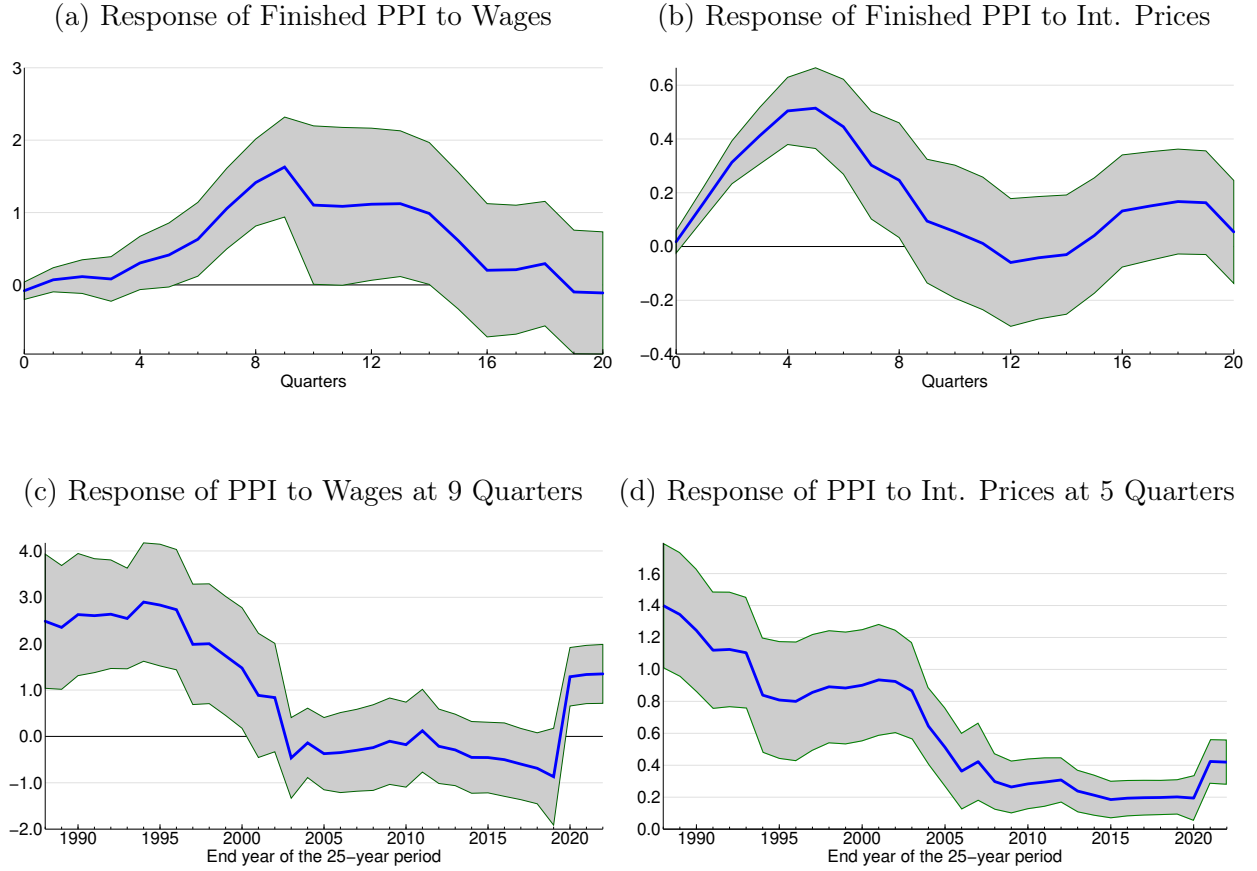 (a) Response of Finished PPI to Wages
(b) Response of Finished PPI to Int. Prices
3
2
1
0
0 4 8 12 16 20
Quarters
0.6
0.4
0.2
0.0
−0.2
−0.4
0 4 8 12 16 20
Quarters
(c) Response of PPI to Wages at 9 Quarters
(d) Response of PPI to Int. Prices at 5 Quarters
4.0
3.0
2.0
1.0
0.0
−1.0
−2.0
1990 1995 2000 2005 2010 2015 2020
End year of the 25−year period
1.6
1.4
1.2
1.0
0.8
0.6
0.4
0.2
0.0
1990 1995 2000 2005 2010 2015 2020
End year of the 25−year period